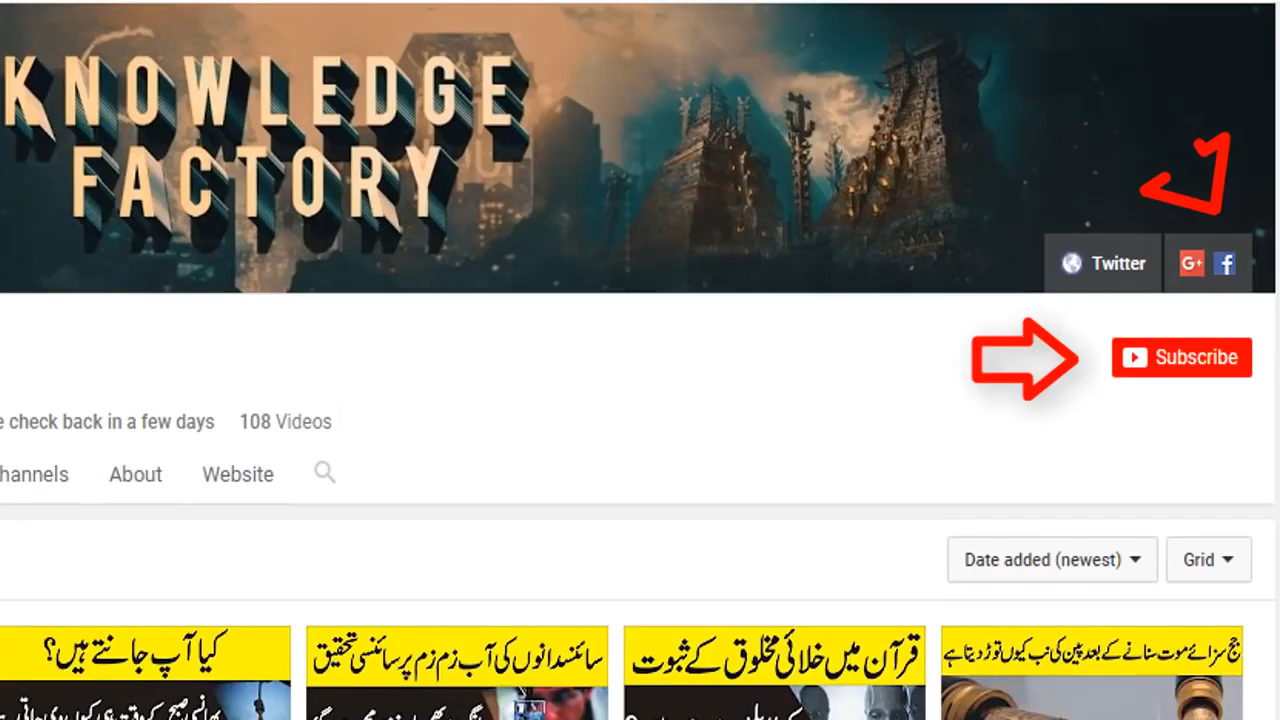 KNOWLEDGE
FACTORY
Twitter
G+ f
Subscribe
check back in a few days 108 Videos
About Website
Date added (newest) Grid
کیا آپ جانتے ہیں؟
سائنسدانوں کی آب زم زم پر سائنسی تحقیق
قرآن میں خلائی مخلوق کے ثبوت
جج سزائے موت سنانے کے بعد پین کی نب کیوں توڑ دیتا ہے